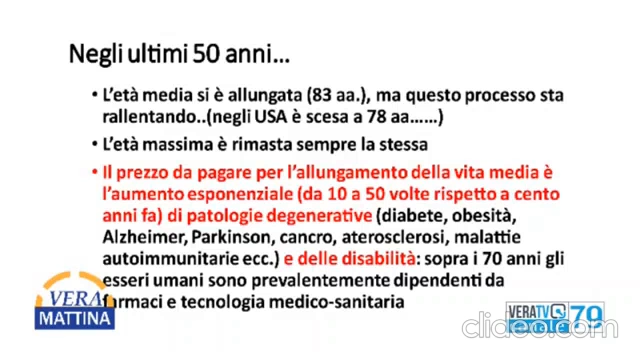 Negli ultimi 50 anni...
• L'età media si è allungata (83 aa.), ma questo processo sta
rallentando..(negli USA è scesa a 78 aa......)
• L'età massima è rimasta sempre la stessa
• Il prezzo da pagare per l'allungamento della vita media è
l'aumento esponenziale (da 10 a 50 volte rispetto a cento
anni fa) di patologie degenerative (diabete, obesità,
Alzheimer, Parkinson, cancro, aterosclerosi, malattie
autoimmunitarie ecc.) e delle disabilità: sopra i 70 anni gli
esseri umani sono prevalentemente dipendenti da
farmaci e tecnologia medico-sanitaria
VERA
MATTINA
VERATV
canale 79
clideo.com